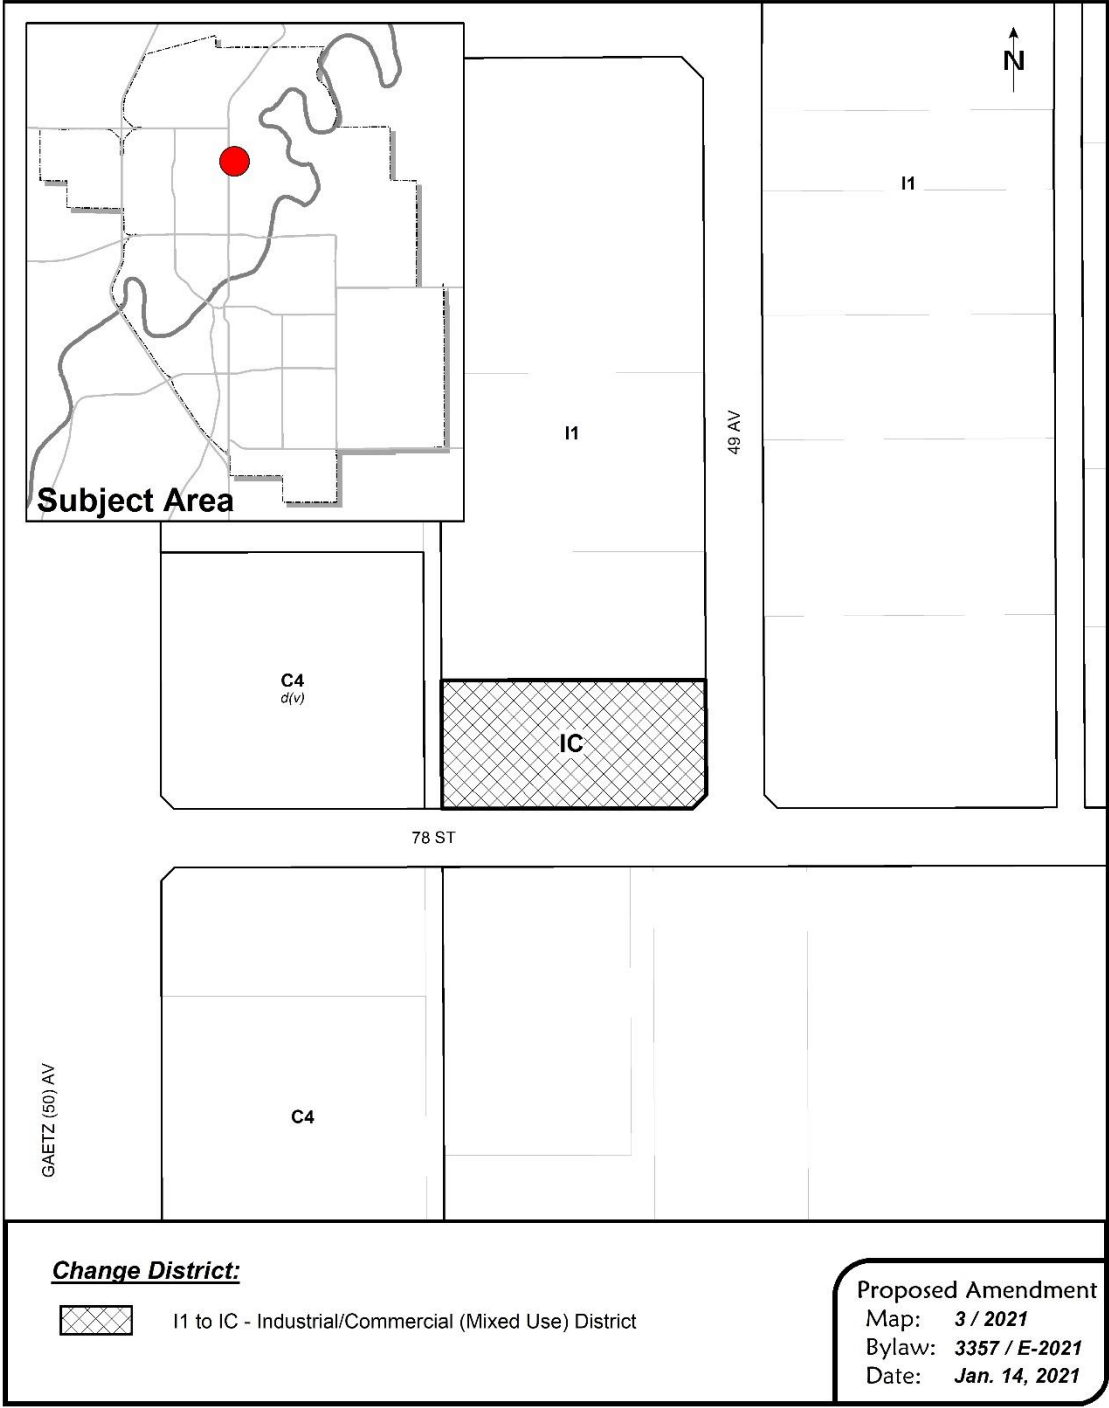 N
I1
I1
49 AV
Subject Area
C4
d(v)
IC
78 ST
GAETZ (50) AV
C4
Change District:
I1 to IC - Industrial/Commercial (Mixed Use) District
Proposed Amendment
Map: 3 / 2021
Bylaw: 3357 / E-2021
Date: Jan. 14, 2021